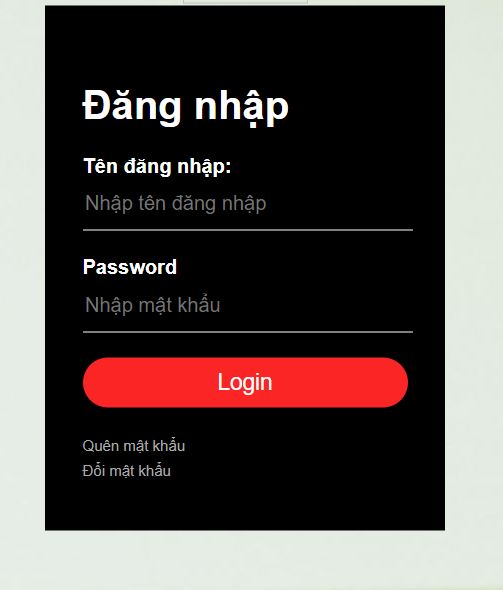 Đăng nhập
Tên đăng nhập:
Nhập tên đăng nhập
Password
Nhập mật khẩu
Login
Quên mật khẩu
Đổi mật khẩu